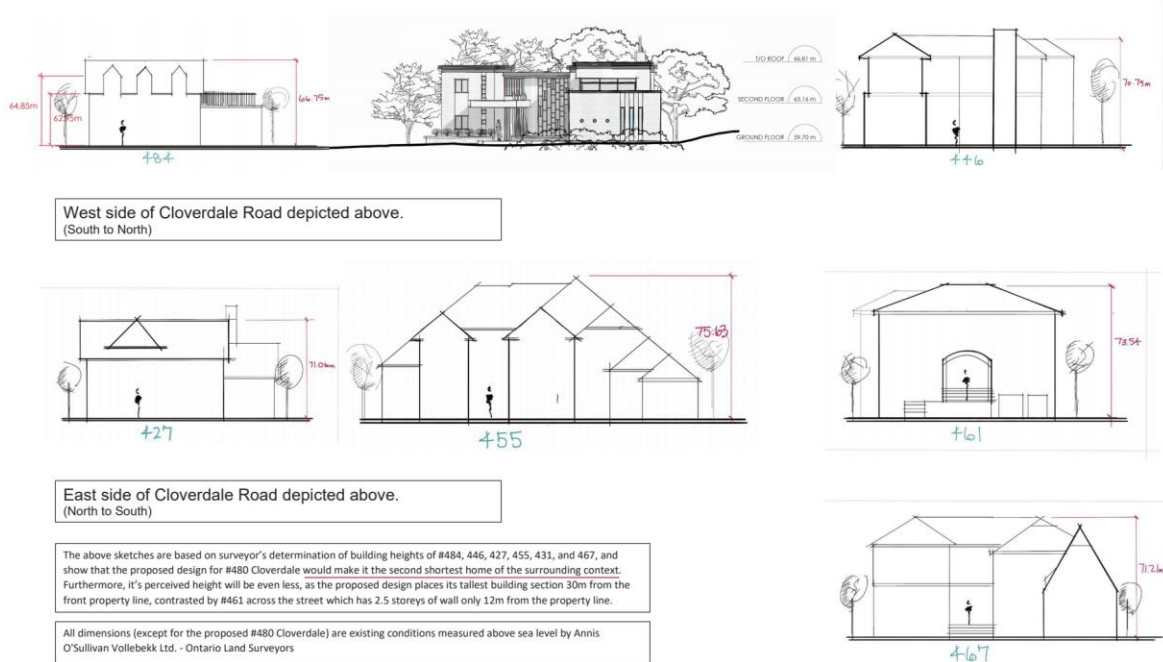 64.85m
62.95m
66.75m
484
T/O ROOF 66.81 m
SECOND FLOOR 63.16 m
GROUND FLOOR 59.70 m
70.79m
446
West side of Cloverdale Road depicted above.
(South to North)
71.06m
427
75.63
455
73.54
461
East side of Cloverdale Road depicted above.
(North to South)
The above sketches are based on surveyor's determination of building heights of #484, 446, 427, 455, 431, and 467, and
show that the proposed design for #480 Cloverdale would make it the second shortest home of the surrounding context.
Furthermore, it's perceived height will be even less, as the proposed design places its tallest building section 30m from the
front property line, contrasted by #461 across the street which has 2.5 storeys of wall only 12m from the property line.
All dimensions (except for the proposed #480 Cloverdale) are existing conditions measured above sea level by Annis
O'Sullivan Vollebekk Ltd. - Ontario Land Surveyors
71.21m
467